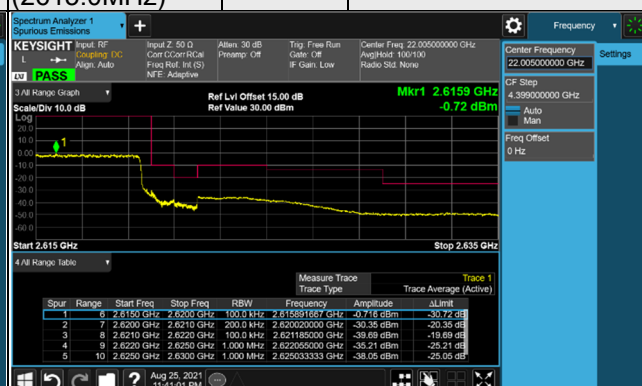 (2616.0MHz)
Spectrum Analyzer 1
Spurious Emissions
Frequency
KEYSIGHT Input: RF Input Z: 50 Ω Atten: 30 dB Trig: Free Run Center Freq: 22.005000000 GHz
Coupling: DC Corr CCorr RCal Preamp: Off Gate: Off Avg|Hold: 100/100
Align: Auto Freq Ref: Int (S) IF Gain: Low Radio Std: None
NFE: Adaptive
LXI PASS
Center Frequency
22.005000000 GHz
Settings
CF Step
4.399000000 GHz
Auto
Man
Freq Offset
0 Hz
3 All Range Graph
Ref Lvl Offset 15.00 dB
Mkr1 2.6159 GHz
Scale/Div 10.0 dB
Ref Value 30.00 dBm
-0.72 dBm
Log
20.0
10.0
0.00
-10.0
-20.0
-30.0
-40.0
-50.0
-60.0
1
Start 2.615 GHz
Stop 2.635 GHz
4 All Range Table
Measure Trace Trace 1
Trace Type Trace Average (Active)
Spur Range Start Freq Stop Freq RBW Frequency Amplitude ΔLimit
1 6 2.6150 GHz 2.6200 GHz 100.0 kHz 2.615891667 GHz -0.716 dBm -30.72 dB
2 7 2.6200 GHz 2.6210 GHz 200.0 kHz 2.620020000 GHz -30.35 dBm -20.35 dB
3 8 2.6210 GHz 2.6220 GHz 100.0 kHz 2.621185000 GHz -39.69 dBm -19.69 dB
4 9 2.6220 GHz 2.6250 GHz 1.000 MHz 2.622055000 GHz -35.21 dBm -25.21 dB
5 10 2.6250 GHz 2.6300 GHz 1.000 MHz 2.625033333 GHz -38.05 dBm -25.05 dB
Aug 25, 2021
11:41:01 PM